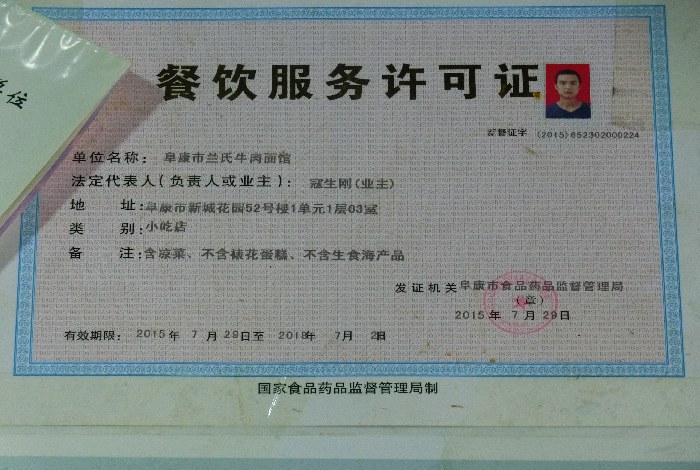 餐饮服务许可证
监督证字 (2015)652302000224
单位名称: 阜康市兰氏牛肉面馆
法定代表人(负责人或业主): 冠生刚(业主)
地 址: 阜康市新城花园52号楼1单元1层03室
类 别: 小吃店
备 注: 含凉菜、不含裱花蛋糕、不含生食海产品
发证机关 阜康市食品药品监督管理局
(章)
2015年 7月29日
有效期限: 2015年 7月29日至 2018年 7月 2日
国家食品药品监督管理局制